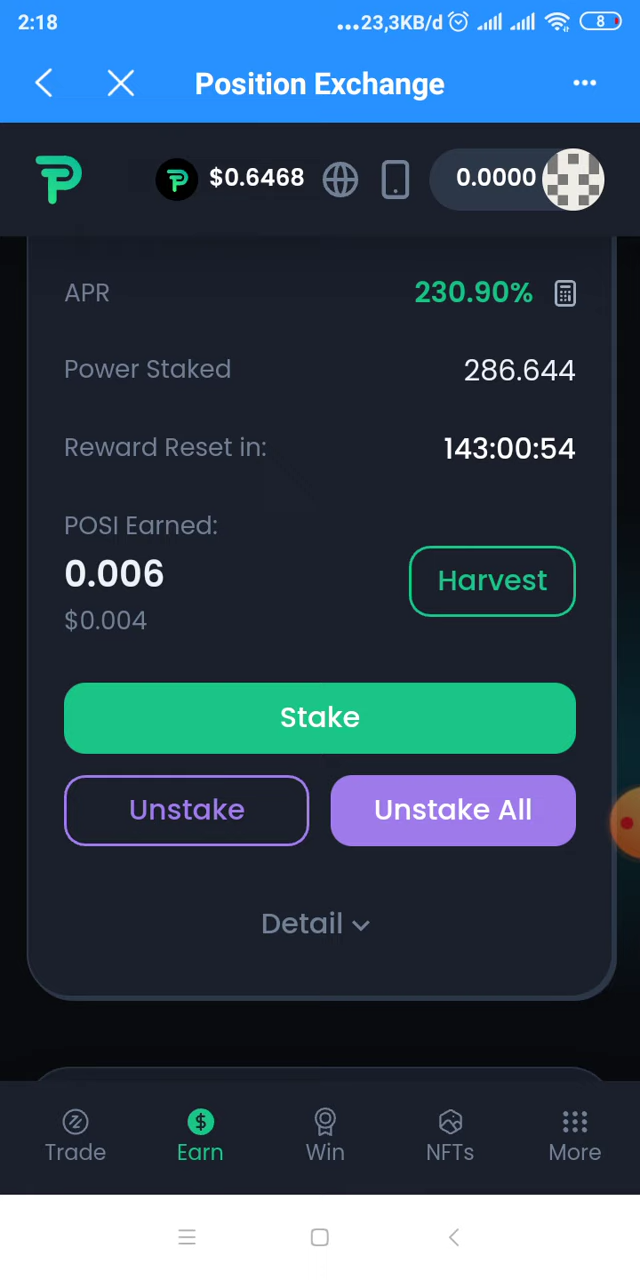 2:18 ...23,3KB/d 8
Position Exchange
$0.6468 0.0000
APR 230.90%
Power Staked 286.644
Reward Reset in: 143:00:54
POSI Earned:
0.006 Harvest
$0.004
Stake
Unstake Unstake All
Detail
Trade Earn Win NFTs More